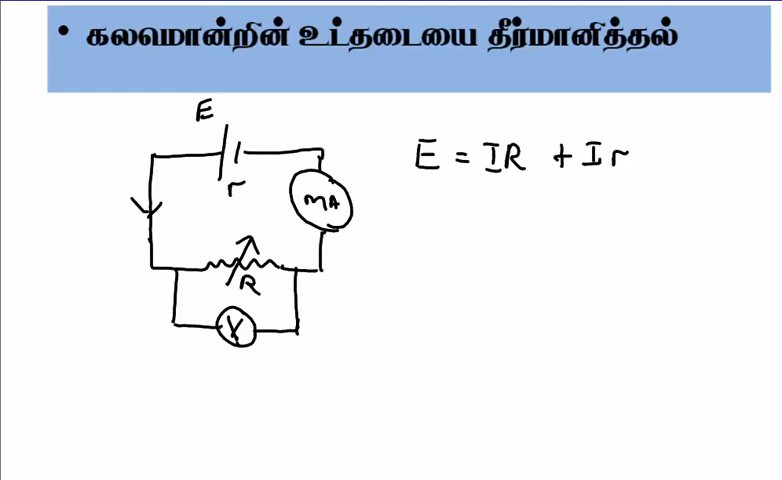 • கலமொன்றின் உட்தடையை தீர்மானித்தல்
E
E = IR + Ir
r
mA
R
V